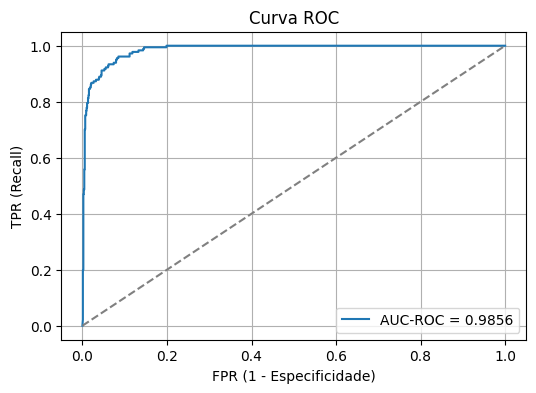 Curva ROC
1.0
0.8
0.6
0.4
0.2
0.0
TPR (Recall)
AUC-ROC = 0.9856
0.0 0.2 0.4 0.6 0.8 1.0
FPR (1 - Especificidade)